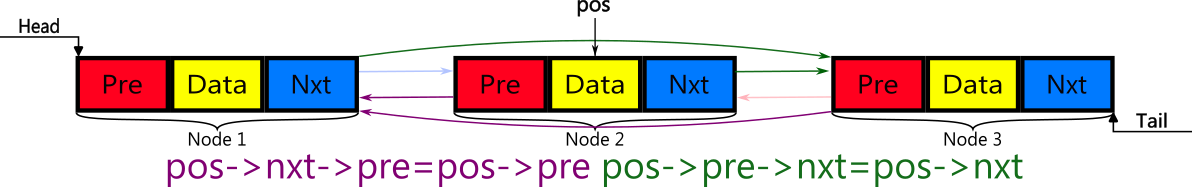 pos
Head
Pre Data Nxt Pre Data Nxt Pre Data Nxt
Tail
Node 1 Node 2 Node 3
pos->nxt->pre=pos->pre pos->pre->nxt=pos->nxt